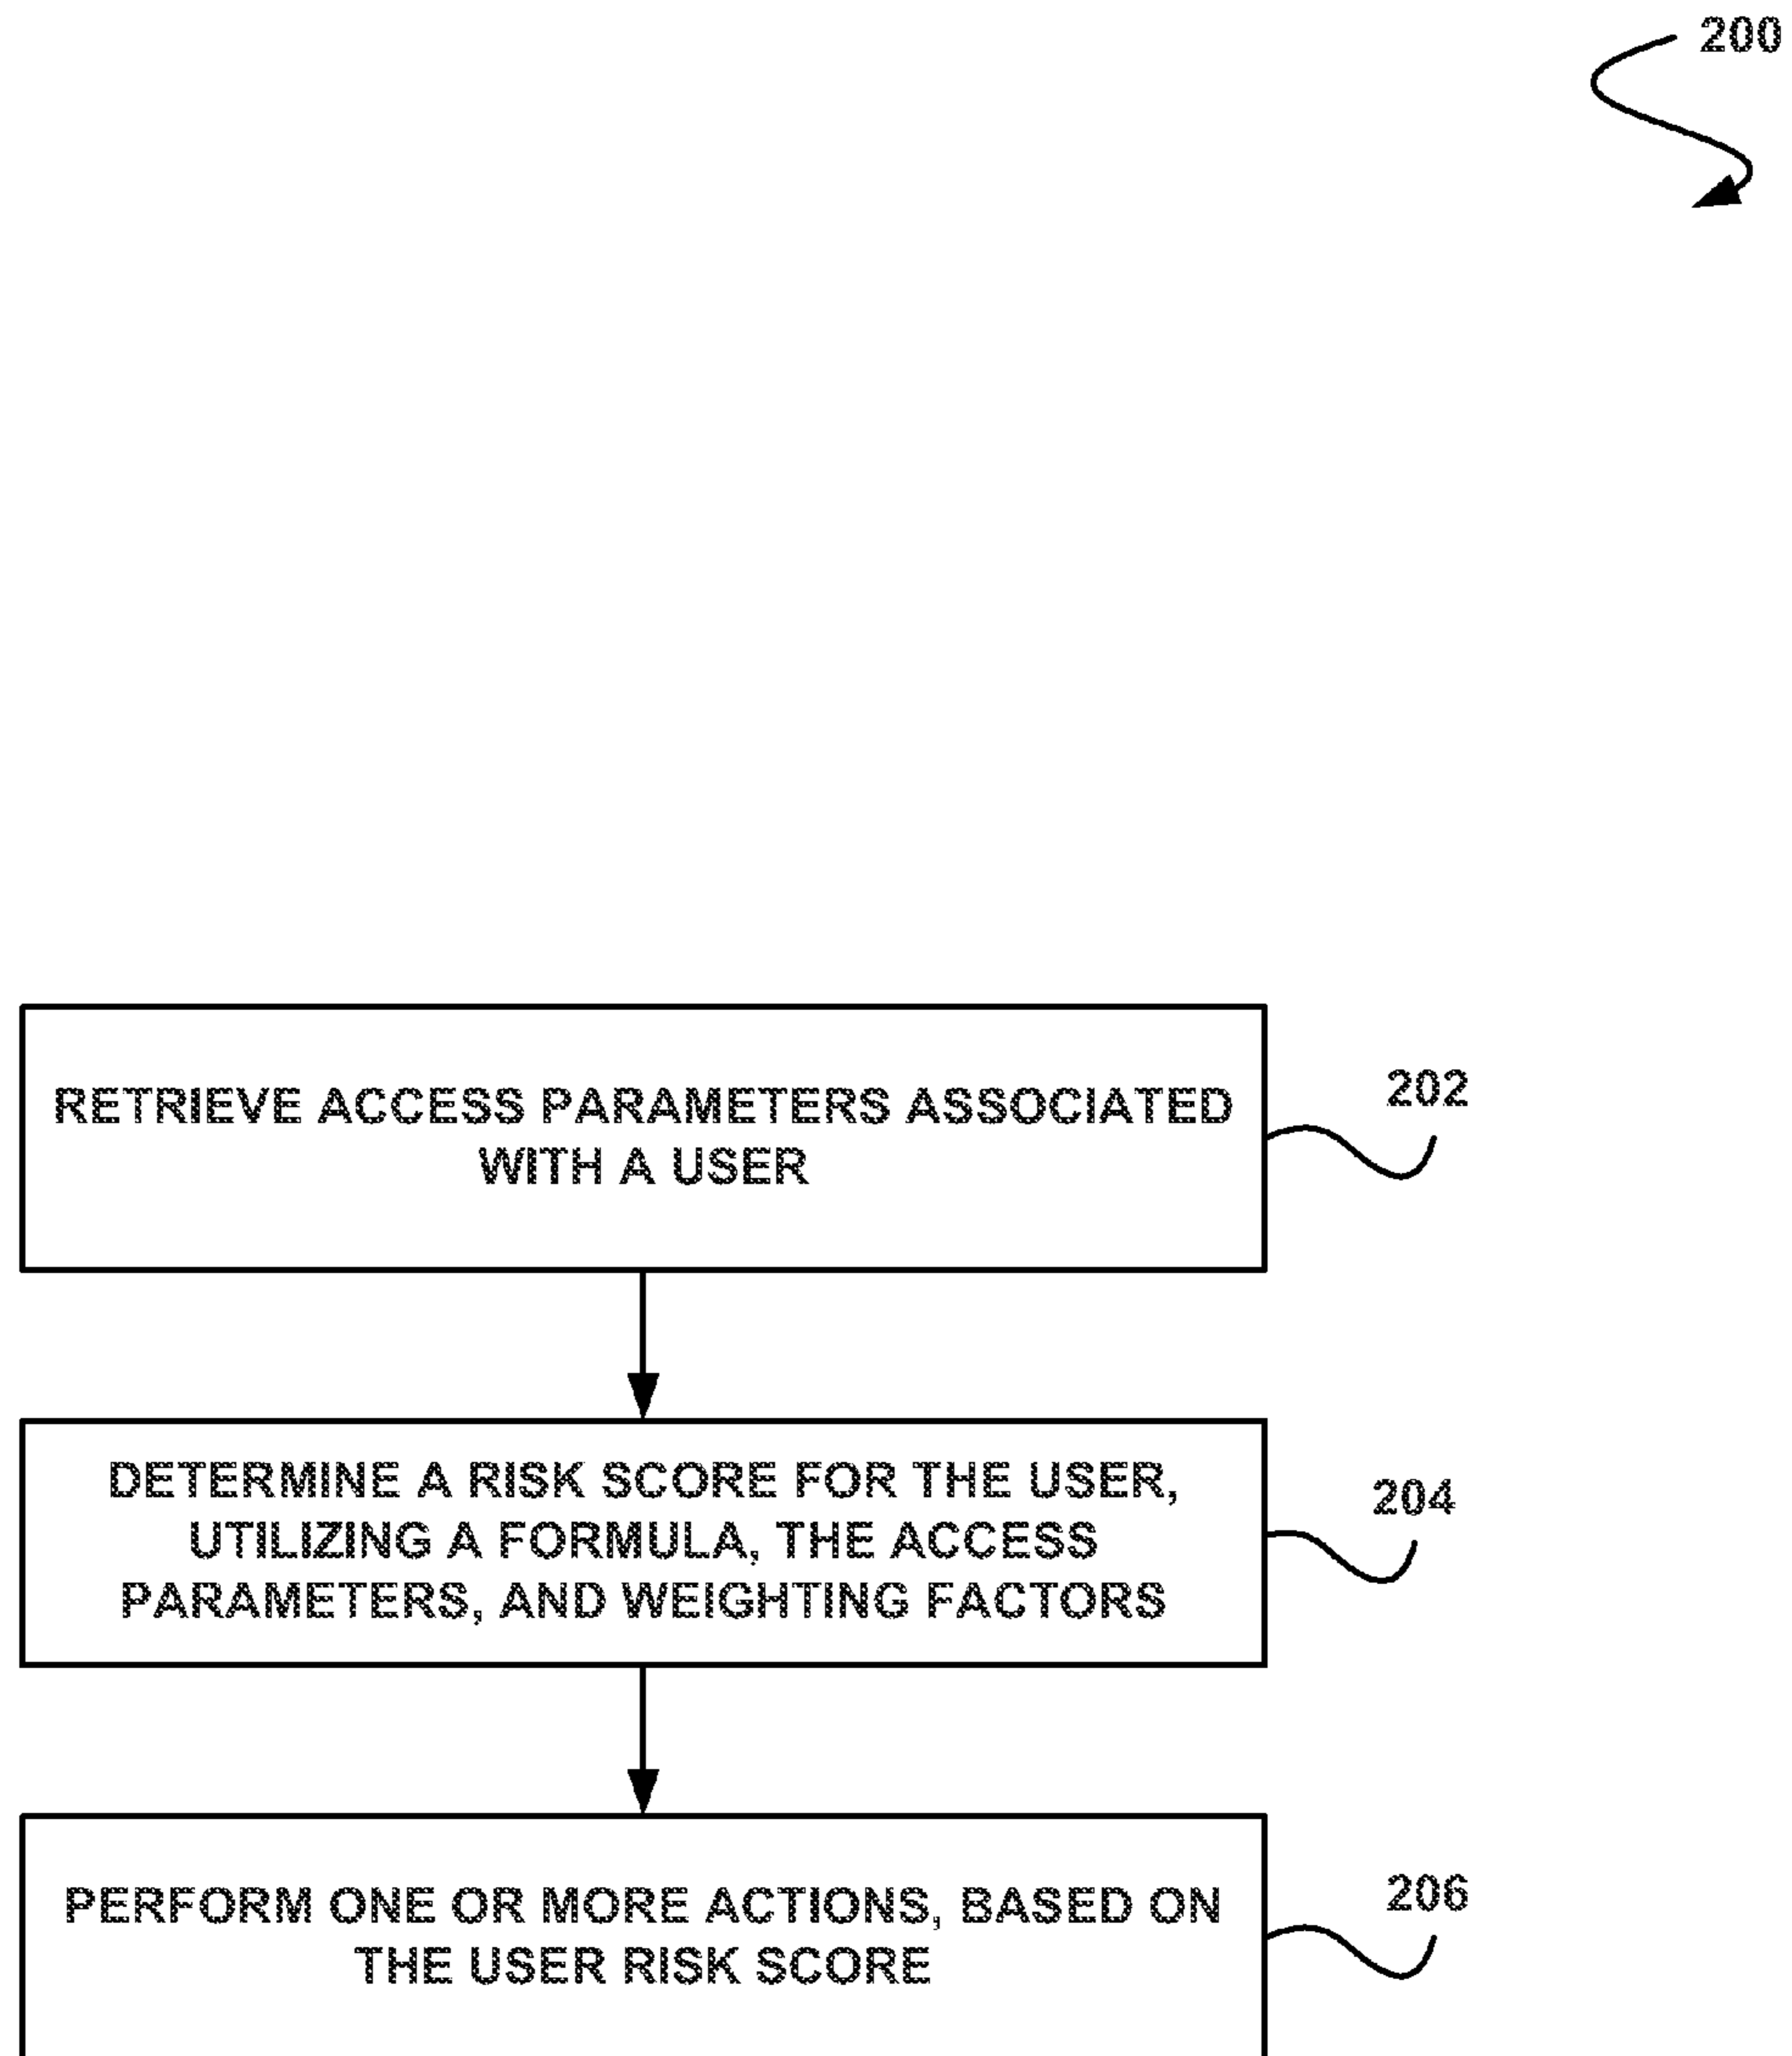 200
RETRIEVE ACCESS PARAMETERS ASSOCIATED
WITH A USER
202
DETERMINE A RISK SCORE FOR THE USER,
UTILIZING A FORMULA, THE ACCESS
PARAMETERS, AND WEIGHTING FACTORS
204
PERFORM ONE OR MORE ACTIONS, BASED ON
THE USER RISK SCORE
206